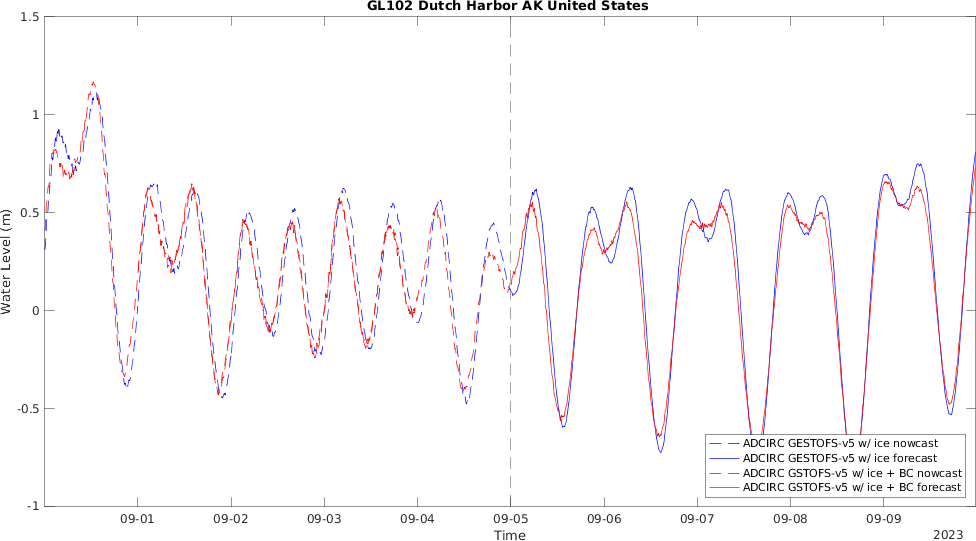 GL102 Dutch Harbor AK United States
1.5
1
0.5
0
-0.5
-1
Water Level (m)
ADCIRC GESTOFS-v5 w/ ice nowcast
ADCIRC GESTOFS-v5 w/ ice forecast
ADCIRC GSTOFS-v5 w/ ice + BC nowcast
ADCIRC GSTOFS-v5 w/ ice + BC forecast
09-01 09-02 09-03 09-04 09-05 09-06 09-07 09-08 09-09
Time
2023